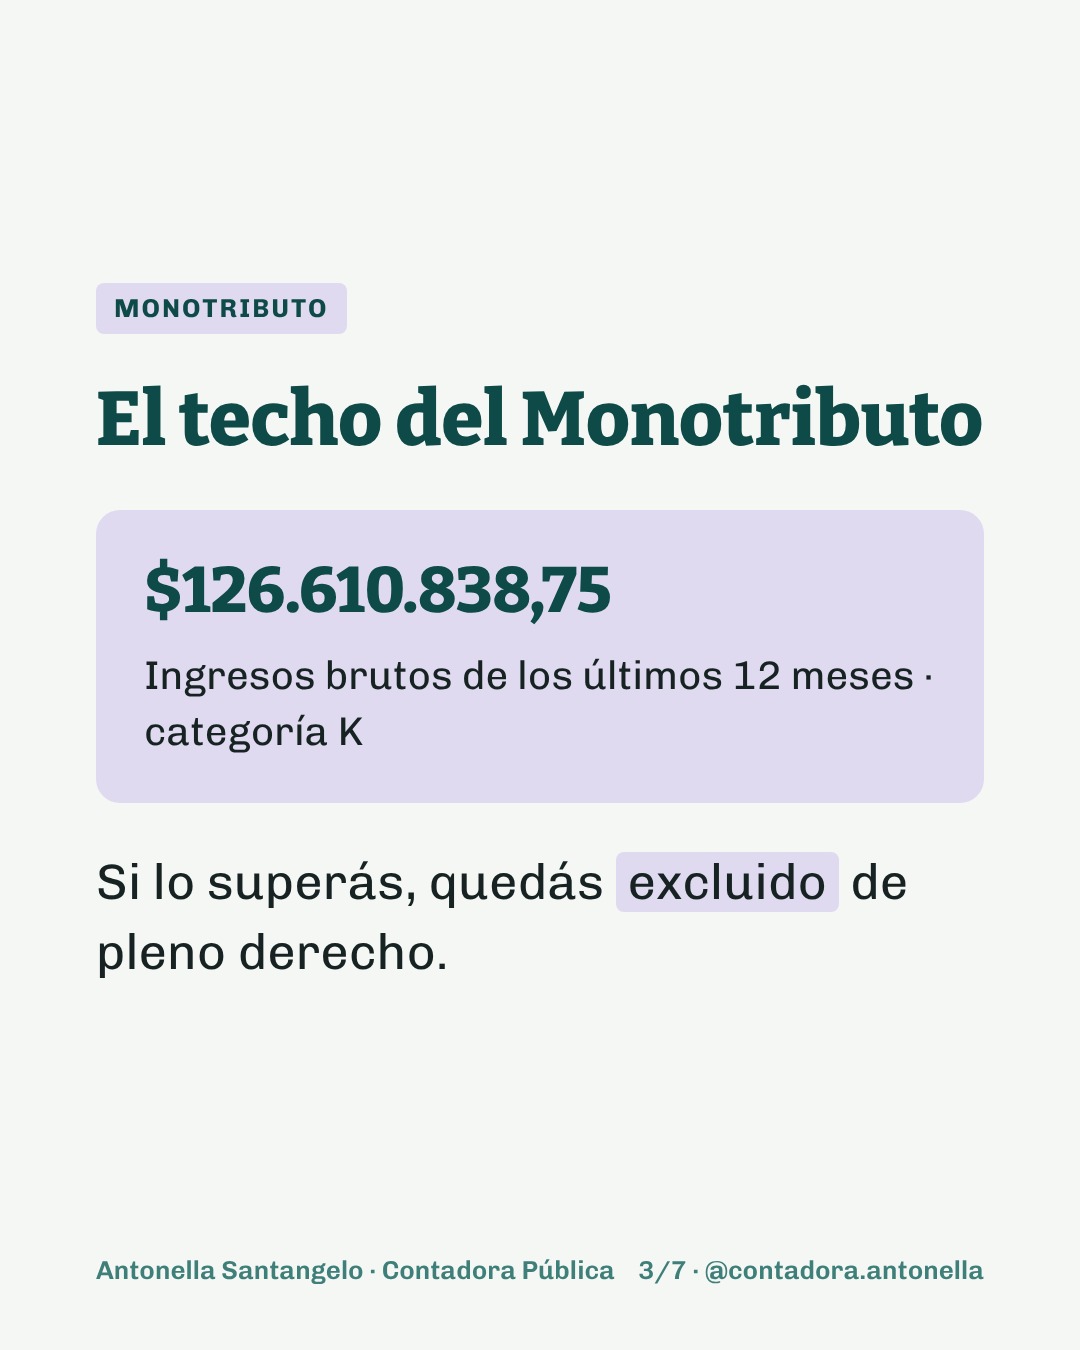 MONOTRIBUTO
El techo del Monotributo
$126.610.838,75
Ingresos brutos de los últimos 12 meses ·
categoría K
Si lo superás, quedás excluido de
pleno derecho.
Antonella Santangelo · Contadora Pública 3/7 · @contadora.antonella